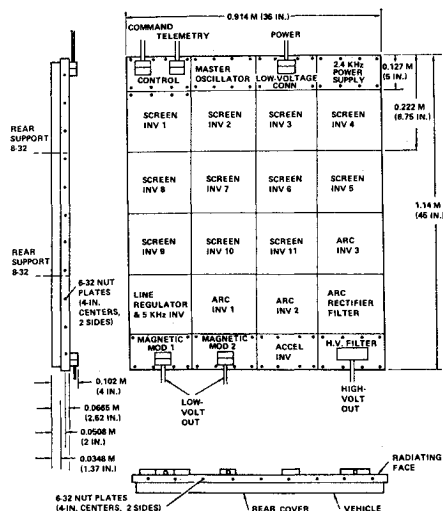 0.914 M (36 IN.)
COMMAND
TELEMETRY
POWER
CONTROL
MASTER
OSCILLATOR
LOW-VOLTAGE
CONN
2.4 KHz
POWER
SUPPLY
0.127 M
(5 IN.)
0.222 M
(8.75 IN.)
SCREEN
INV 1
SCREEN
INV 2
SCREEN
INV 3
SCREEN
INV 4
REAR
SUPPORT
8-32
SCREEN
INV 8
SCREEN
INV 7
SCREEN
INV 6
SCREEN
INV 5
1.14 M
(45 IN.)
SCREEN
INV 9
SCREEN
INV 10
SCREEN
INV 11
ARC
INV 3
REAR
SUPPORT
8-32
6-32 NUT
PLATES
(4-IN.
CENTERS,
2 SIDES)
LINE
REGULATOR
& 5 KHz INV
ARC
INV 1
ARC
INV 2
ARC
RECTIFIER
FILTER
MAGNETIC
MOD 1
MAGNETIC
MOD 2
ACCEL
INV
H.V. FILTER
0.102 M
(4 IN.)
LOW-
VOLT
OUT
HIGH-
VOLT
OUT
0.0665 M
(2.62 IN.)
0.0508 M
(2 IN.)
0.0348 M
(1.37 IN.)
RADIATING
FACE
6-32 NUT PLATES
(4-IN. CENTERS, 2 SIDES)
REAR COVER
VEHICLE